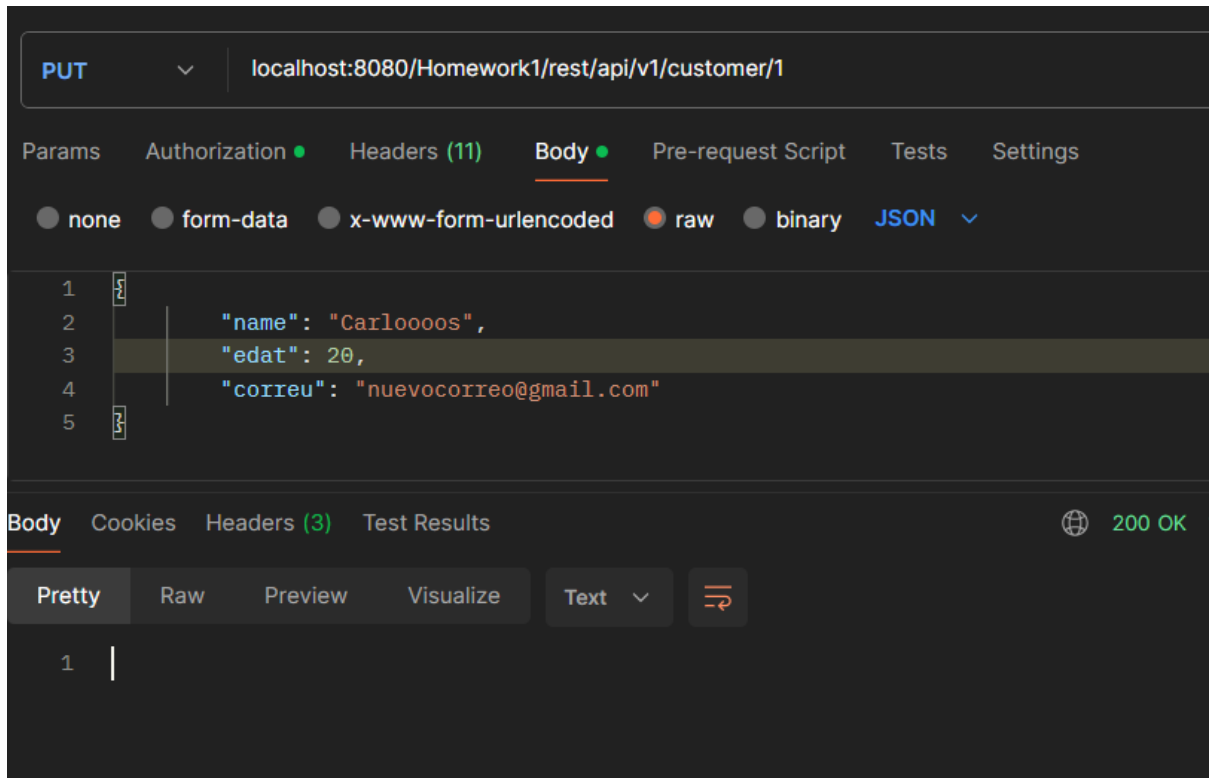 PUT localhost:8080/Homework1/rest/api/v1/customer/1
Params Authorization Headers (11) Body Pre-request Script Tests Settings
none form-data x-www-form-urlencoded raw binary JSON
1 {
2 "name": "Carloooos",
3 "edat": 20,
4 "correu": "nuevocorreo@gmail.com"
5 }
Body Cookies Headers (3) Test Results 200 OK
Pretty Raw Preview Visualize Text
1